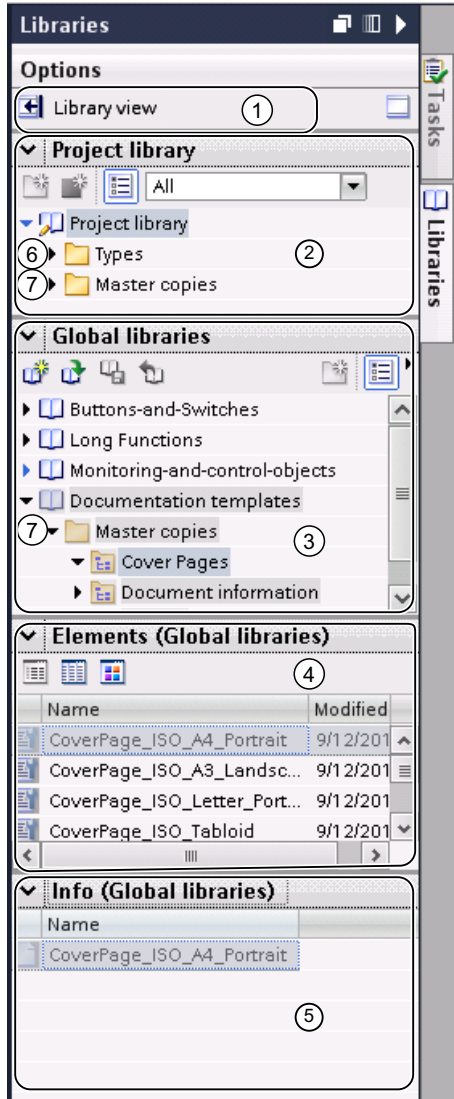 Libraries
Options
Library view
1
Project library
All
Project library
6
Types
2
7
Master copies
Global libraries
Buttons-and-Switches
Long Functions
Monitoring-and-control-objects
Documentation templates
7
Master copies
3
Cover Pages
Document information
Elements (Global libraries)
4
Name Modified
CoverPage_ISO_A4_Portrait 9/12/201
CoverPage_ISO_A3_Landsc... 9/12/201
CoverPage_ISO_Letter_Port... 9/12/201
CoverPage_ISO_Tabloid 9/12/201
Info (Global libraries)
Name
CoverPage_ISO_A4_Portrait
5
Tasks
Libraries